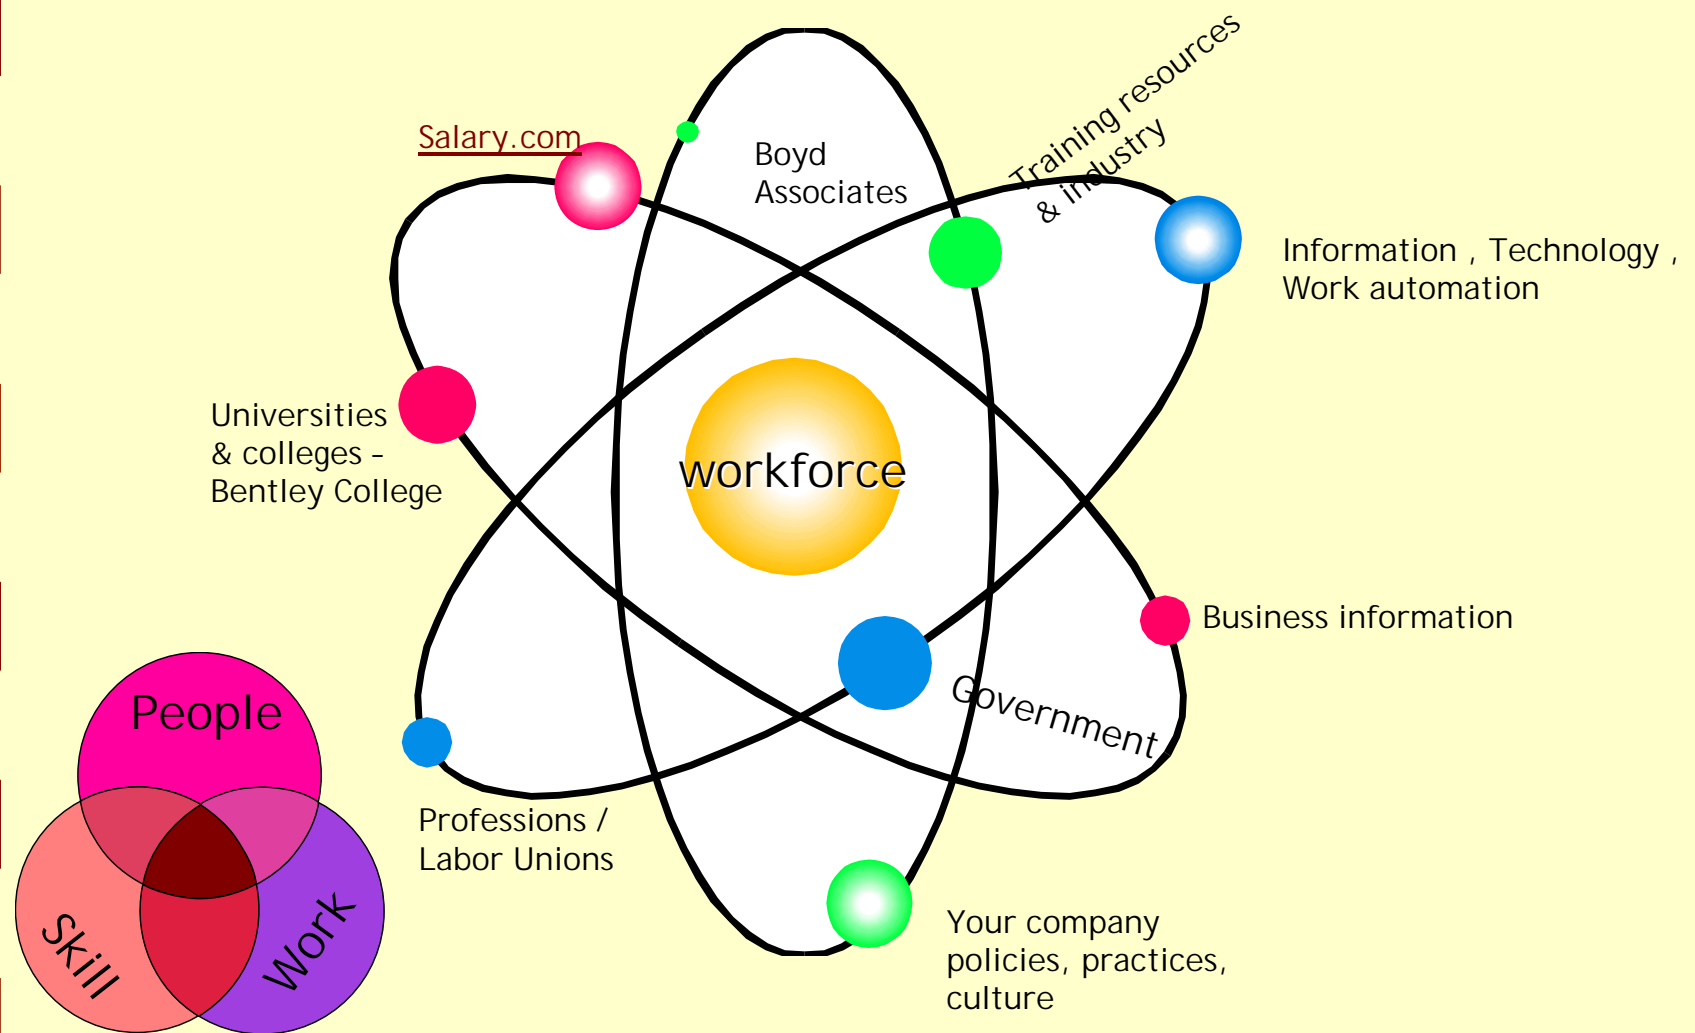 Salary.com
Boyd
Associates
Training resources
& industry
Information , Technology ,
Work automation
Universities
& colleges –
Bentley College
workforce
Business information
Government
People
Skill
Work
Professions /
Labor Unions
Your company
policies, practices,
culture